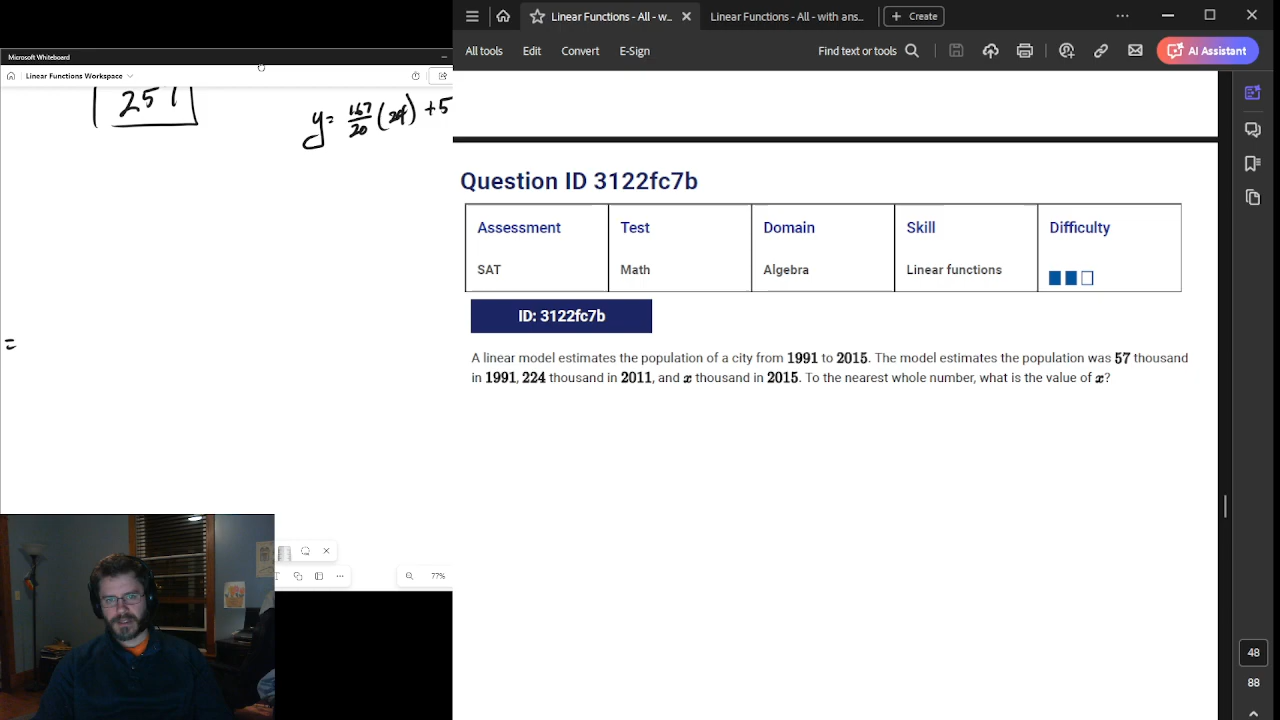 Linear Functions - All - w...
Linear Functions - All - with ans...
Create
All tools
Edit
Convert
E-Sign
Find text or tools
AI Assistant
Microsoft Whiteboard
Linear Functions Workspace
251
y = 167/20 (24) + 5
=
Question ID 3122fc7b
Assessment
Test
Domain
Skill
Difficulty
SAT
Math
Algebra
Linear functions
ID: 3122fc7b
A linear model estimates the population of a city from 1991 to 2015. The model estimates the population was 57 thousand
in 1991, 224 thousand in 2011, and x thousand in 2015. To the nearest whole number, what is the value of x?
77%
48
88